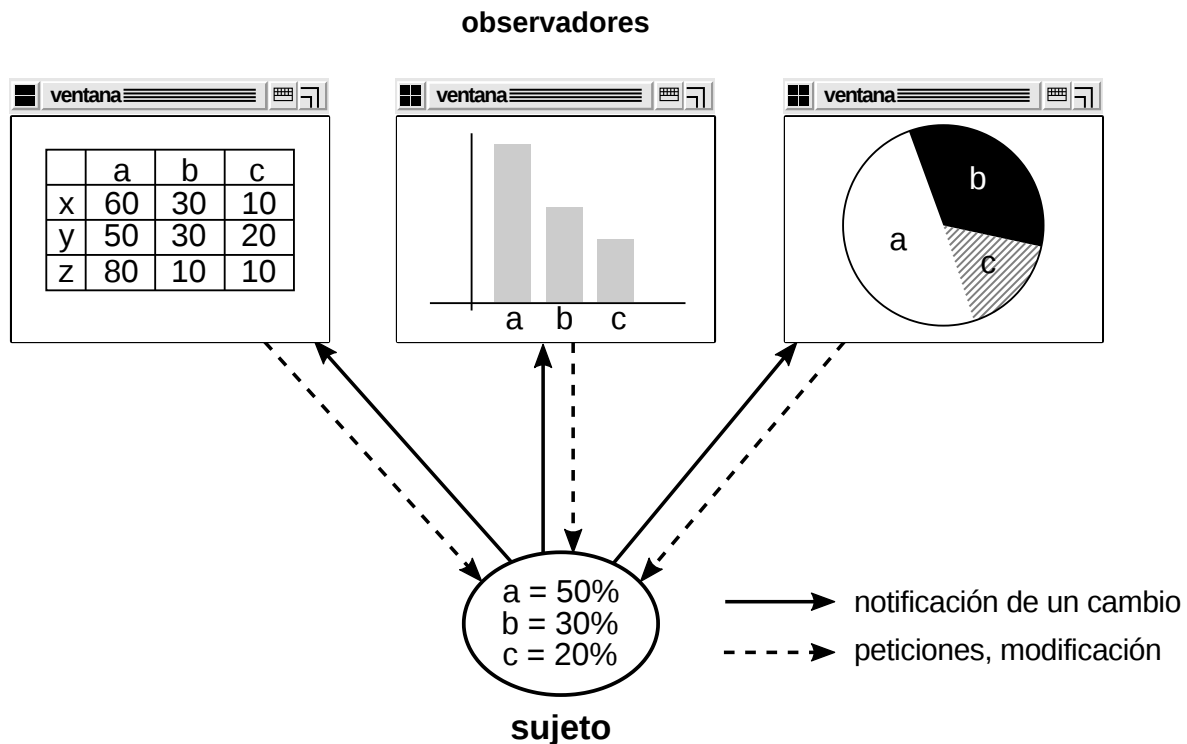 observadores
ventana
ventana
ventana
a b c
x 60 30 10
y 50 30 20
z 80 10 10
a b c
b
a
c
a = 50%
b = 30%
c = 20%
sujeto
notificación de un cambio
peticiones, modificación